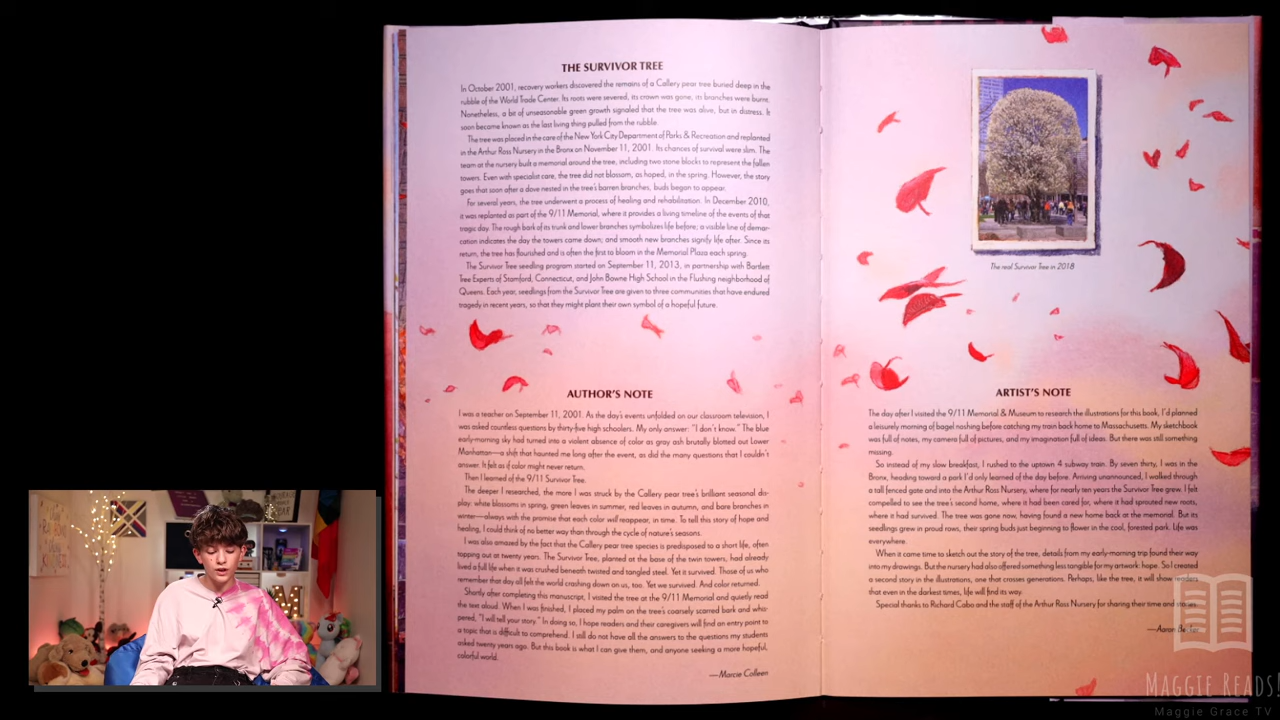 THE SURVIVOR TREE
In October 2001, recovery workers discovered the remains of a Callery pear tree buried deep in the
rubble of the World Trade Center. Its roots were severed, its crown was gone, its branches were burnt.
Nonetheless, a bit of unseasonable green growth signaled that the tree was alive, but in distress. It
soon became known as the last living thing pulled from the rubble.
The tree was placed in the care of the New York City Department of Parks & Recreation and replanted
in the Arthur Ross Nursery in the Bronx on November 11, 2001. Its chances of survival were slim. The
team at the nursery built a memorial around the tree, including two stone blocks to represent the fallen
towers. Even with specialist care, the tree did not blossom, as hoped, in the spring. However, the story
goes that soon after a dove nested in the tree's barren branches, buds began to appear.
For several years, the tree underwent a process of healing and rehabilitation. In December 2010,
it was replanted as part of the 9/11 Memorial, where it provides a living timeline of the events of that
tragic day. The rough bark of its trunk and lower branches symbolizes life before; a visible line of demar-
cation indicates the day the towers came down; and smooth new branches signify life after. Since its
return, the tree has flourished and is often the first to bloom in the Memorial Plaza each spring.
The Survivor Tree seedling program started on September 11, 2013, in partnership with Bartlett
Tree Experts of Stamford, Connecticut, and John Bowne High School in the Flushing neighborhood of
Queens. Each year, seedlings from the Survivor Tree are given to three communities that have endured
tragedy in recent years, so that they might plant their own symbol of a hopeful future.
AUTHOR'S NOTE
I was a teacher on September 11, 2001. As the day's events unfolded on our classroom television, I
was asked countless questions by thirty-five high schoolers. My only answer: "I don't know." The blue
early-morning sky had turned into a violent absence of color as gray ash brutally blotted out Lower
Manhattan—a shift that haunted me long after the event, as did the many questions that I couldn't
answer. It felt as if color might never return.
Then I learned of the 9/11 Survivor Tree.
The deeper I researched, the more I was struck by the Callery pear tree's brilliant seasonal dis-
play: white blossoms in spring, green leaves in summer, red leaves in autumn, and bare branches in
winter—always with the promise that each color will reappear, in time. To tell this story of hope and
healing, I could think of no better way than through the cycle of nature's seasons.
I was also amazed by the fact that the Callery pear tree species is predisposed to a short life, often
topping out at twenty years. The Survivor Tree, planted at the base of the twin towers, had already
lived a full life when it was crushed beneath twisted and tangled steel. Yet it survived. Those of us who
remember that day all felt the world crashing down on us, too. Yet we survived. And color returned.
Shortly after completing this manuscript, I visited the tree at the 9/11 Memorial and quietly read
the text aloud. When I was finished, I placed my palm on the tree's coarsely scarred bark and whis-
pered, "I will tell your story." In doing so, I hope readers and their caregivers will find an entry point to
a topic that is difficult to comprehend. I still do not have all the answers to the questions my students
asked twenty years ago. But this book is what I can give them, and anyone seeking a more hopeful,
colorful world.
—Marcie Colleen
The real Survivor Tree in 2018
ARTIST'S NOTE
The day after I visited the 9/11 Memorial & Museum to research the illustrations for this book, I'd planned
a leisurely morning of bagel noshing before catching my train back home to Massachusetts. My sketchbook
was full of notes, my camera full of pictures, and my imagination full of ideas. But there was still something
missing.
So instead of my slow breakfast, I rushed to the uptown 4 subway train. By seven thirty, I was in the
Bronx, heading toward a park I'd only learned of the day before. Arriving unannounced, I walked through
a tall fenced gate and into the Arthur Ross Nursery, where for nearly ten years the Survivor Tree grew. I felt
compelled to see the tree's second home, where it had been cared for, where it had sprouted new roots,
where it had survived. The tree was gone now, having found a new home back at the memorial. But its
seedlings grew in proud rows, their spring buds just beginning to flower in the cool, forested park. Life was
everywhere.
When it came time to sketch out the story of the tree, details from my early-morning trip found their way
into my drawings. But the nursery had also offered something less tangible for my artwork: hope. So I created
a second story in the illustrations, one that crosses generations. Perhaps, like the tree, it will show readers
that even in the darkest times, life will find its way.
Special thanks to Richard Cabo and the staff of the Arthur Ross Nursery for sharing their time and stories.
—Aaron Becker
MAGGIE READS!
Maggie Grace TV